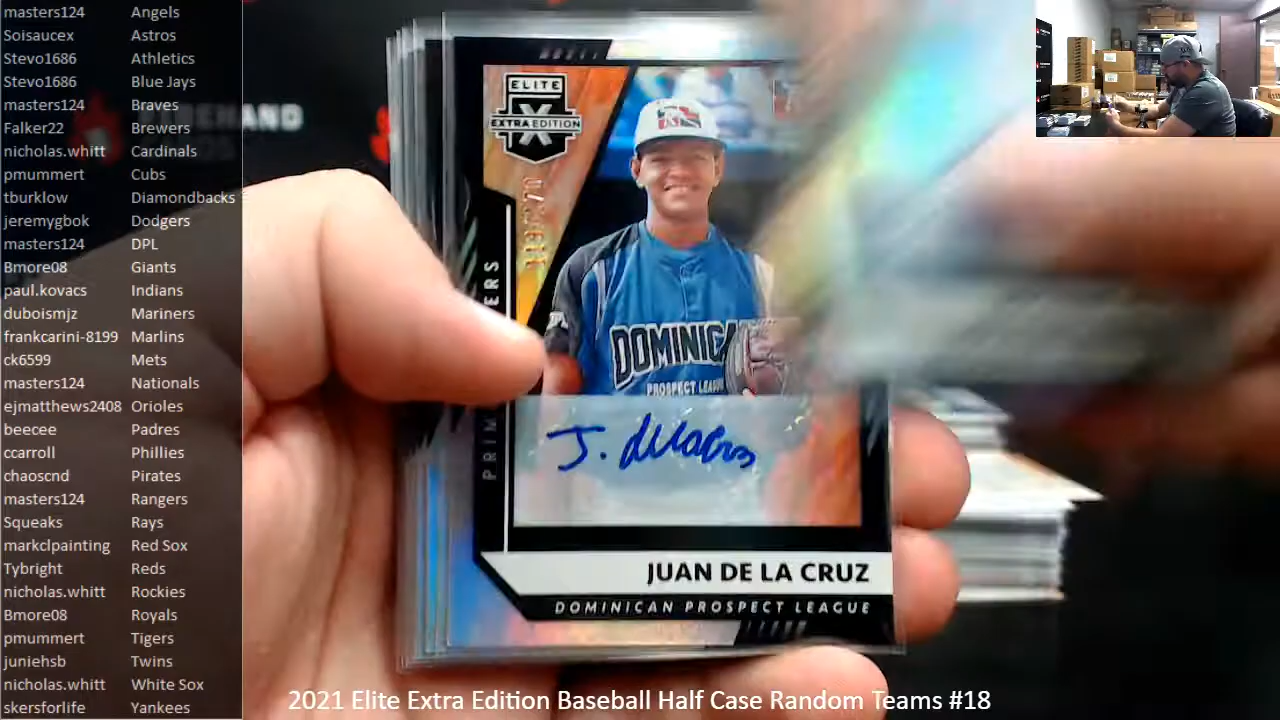 masters124 Angels
Soisaucex Astros
Stevo1686 Athletics
Stevo1686 Blue Jays
masters124 Braves
Falker22 Brewers
nicholas.whitt Cardinals
pmummert Cubs
tburklow Diamondbacks
jeremygbok Dodgers
masters124 DPL
Bmore08 Giants
paul.kovacs Indians
duboismjz Mariners
frankcarini-8199 Marlins
ck6599 Mets
masters124 Nationals
ejmatthews2408 Orioles
beecee Padres
ccarroll Phillies
chaoscnd Pirates
masters124 Rangers
Squeaks Rays
markclpainting Red Sox
Tybright Reds
nicholas.whitt Rockies
Bmore08 Royals
pmummert Tigers
juniehsb Twins
nicholas.whitt White Sox
skersforlife Yankees
ELITE
X
EXTRA EDITION
PROSPECT LEAGUE
J. delacruz
JUAN DE LA CRUZ
DOMINICAN PROSPECT LEAGUE
2021 Elite Extra Edition Baseball Half Case Random Teams #18